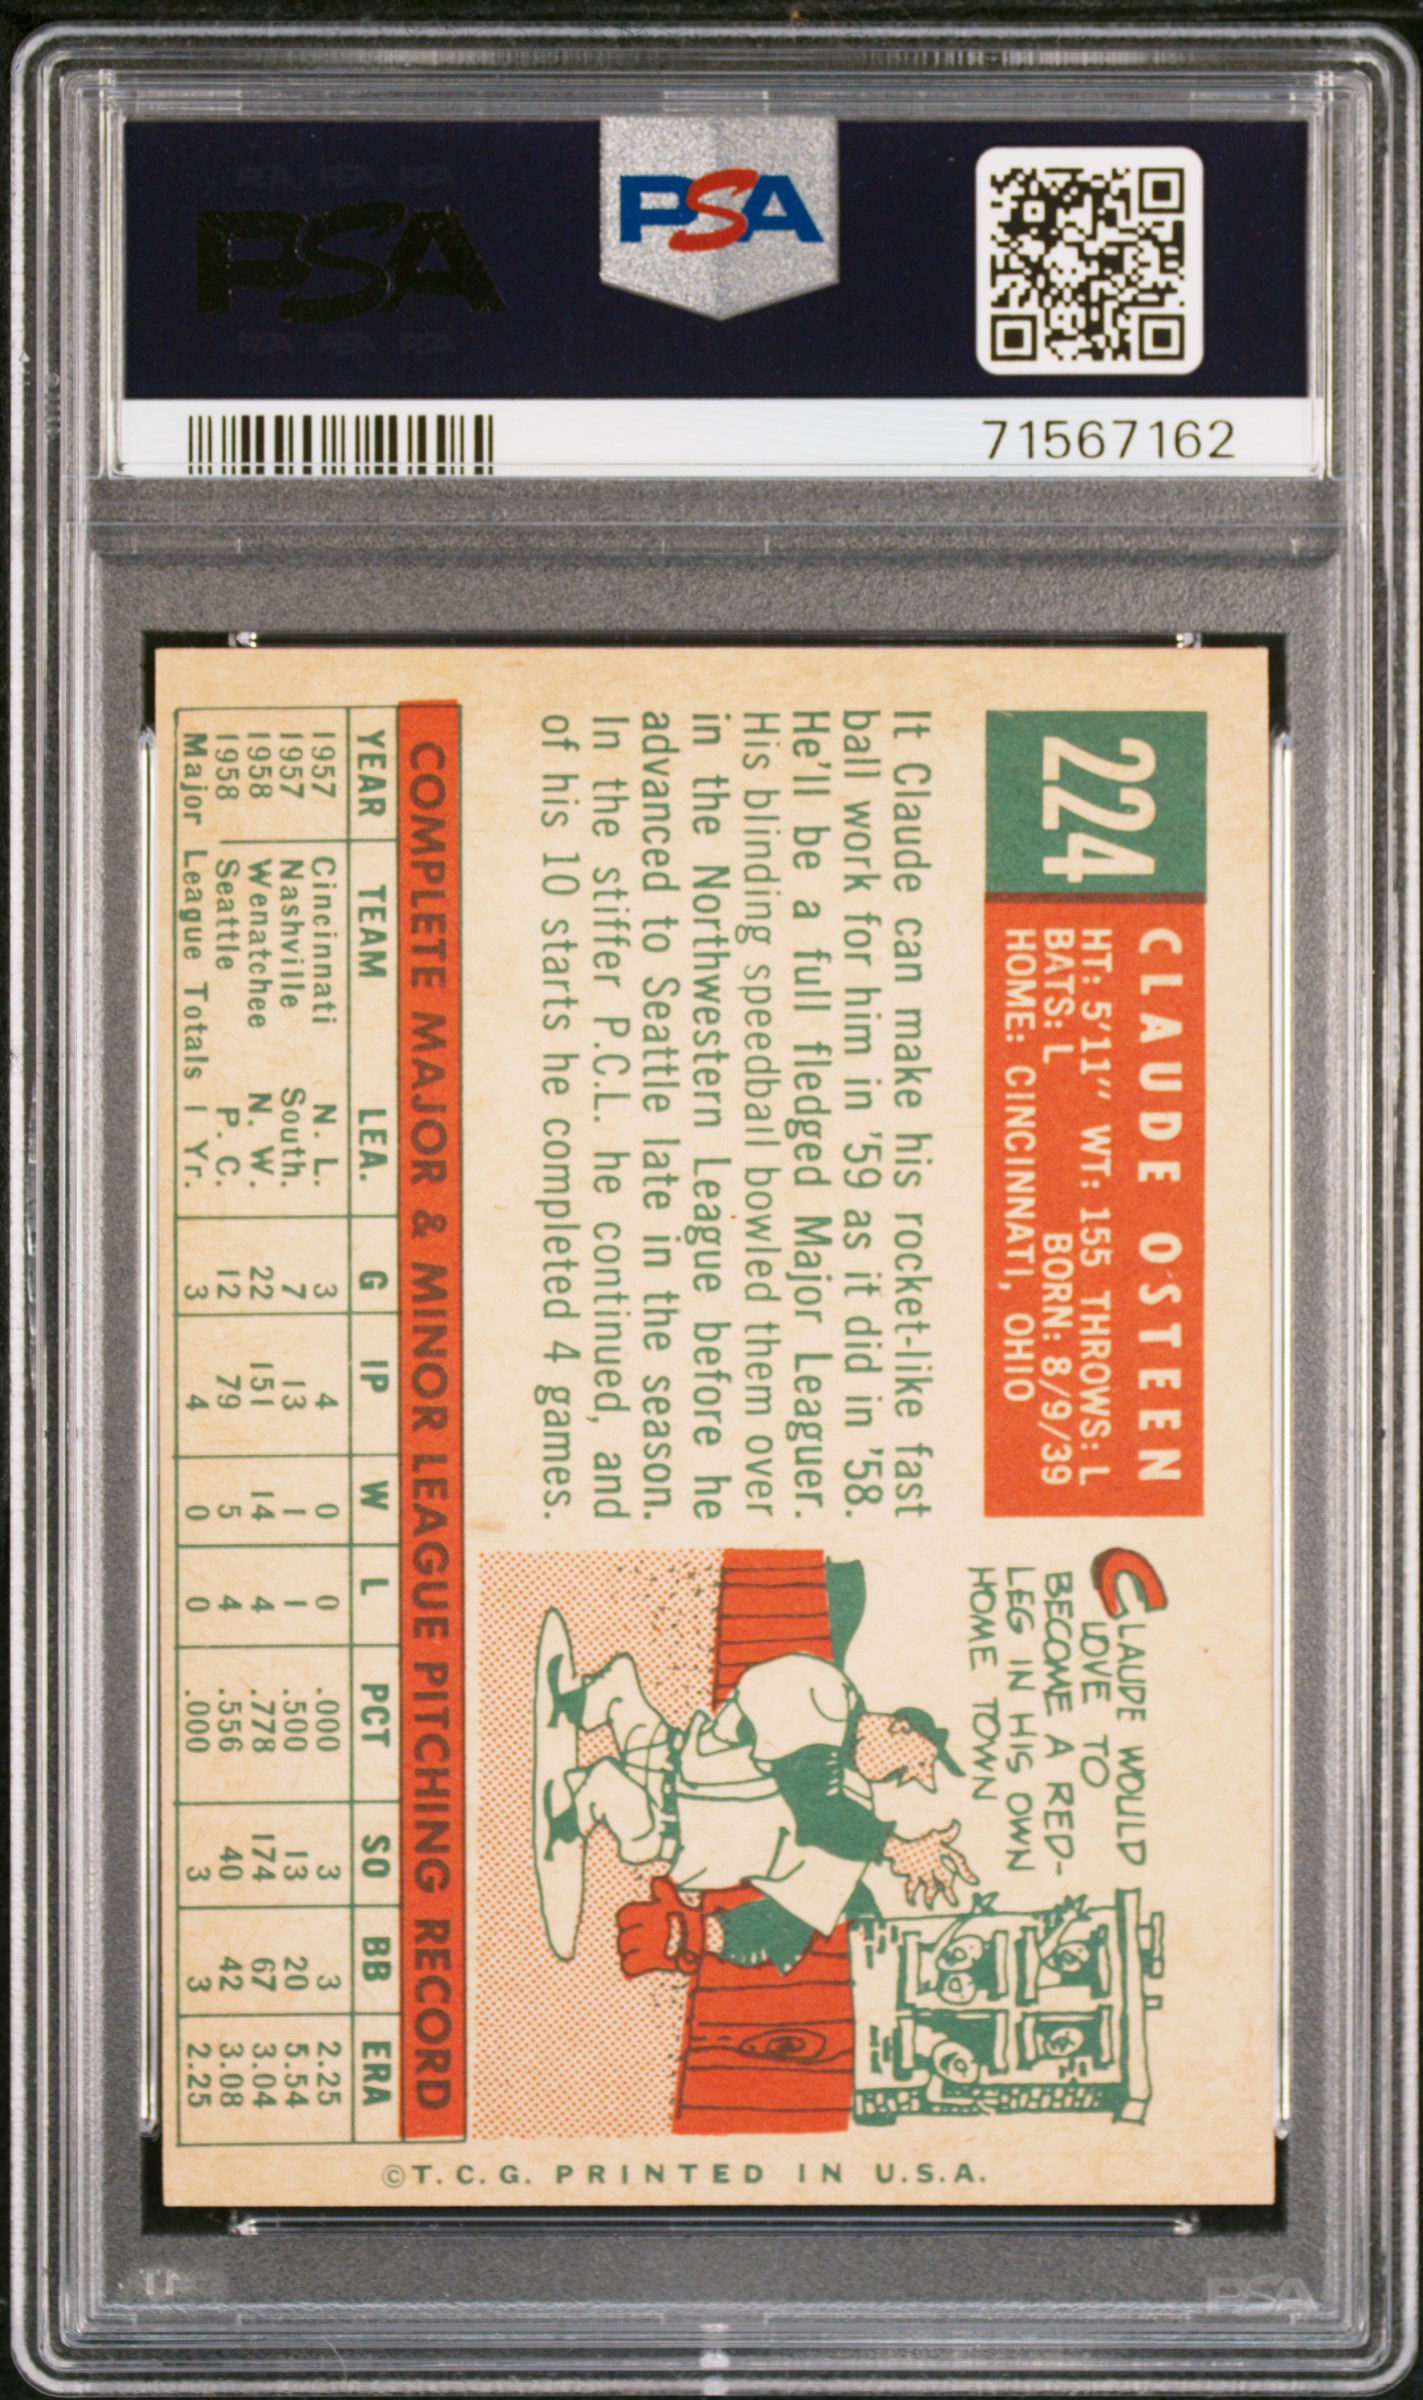 PSA
PSA
71567162
224
CLAUDE OSTEEN
HT: 5'11" WT: 155 THROWS: L
BATS: L BORN: 8/9/39
HOME: CINCINNATI, OHIO
It Claude can make his rocket-like fast
ball work for him in '59 as it did in '58.
He'll be a full fledged Major Leaguer.
His blinding speedball bowled them over
in the Northwestern League before he
advanced to Seattle late in the season.
In the stiffer P.C.L. he continued, and
of his 10 starts he completed 4 games.
CLAUDE WOULD
LOVE TO
BECOME A RED-
LEG IN HIS OWN
HOME TOWN
COMPLETE MAJOR & MINOR LEAGUE PITCHING RECORD
YEAR TEAM LEA. G IP W L PCT SO BB ERA
1957 Cincinnati N. L. 3 4 0 0 .000 3 3 2.25
1957 Nashville South. 7 13 1 1 .500 13 20 5.54
1958 Wenatchee N. W. 22 151 14 4 .778 174 67 3.04
1958 Seattle P. C. 12 79 5 4 .556 40 42 3.08
Major League Totals 1 Yr. 3 4 0 0 .000 3 3 2.25
©T. C. G. PRINTED IN U.S.A.
PSA